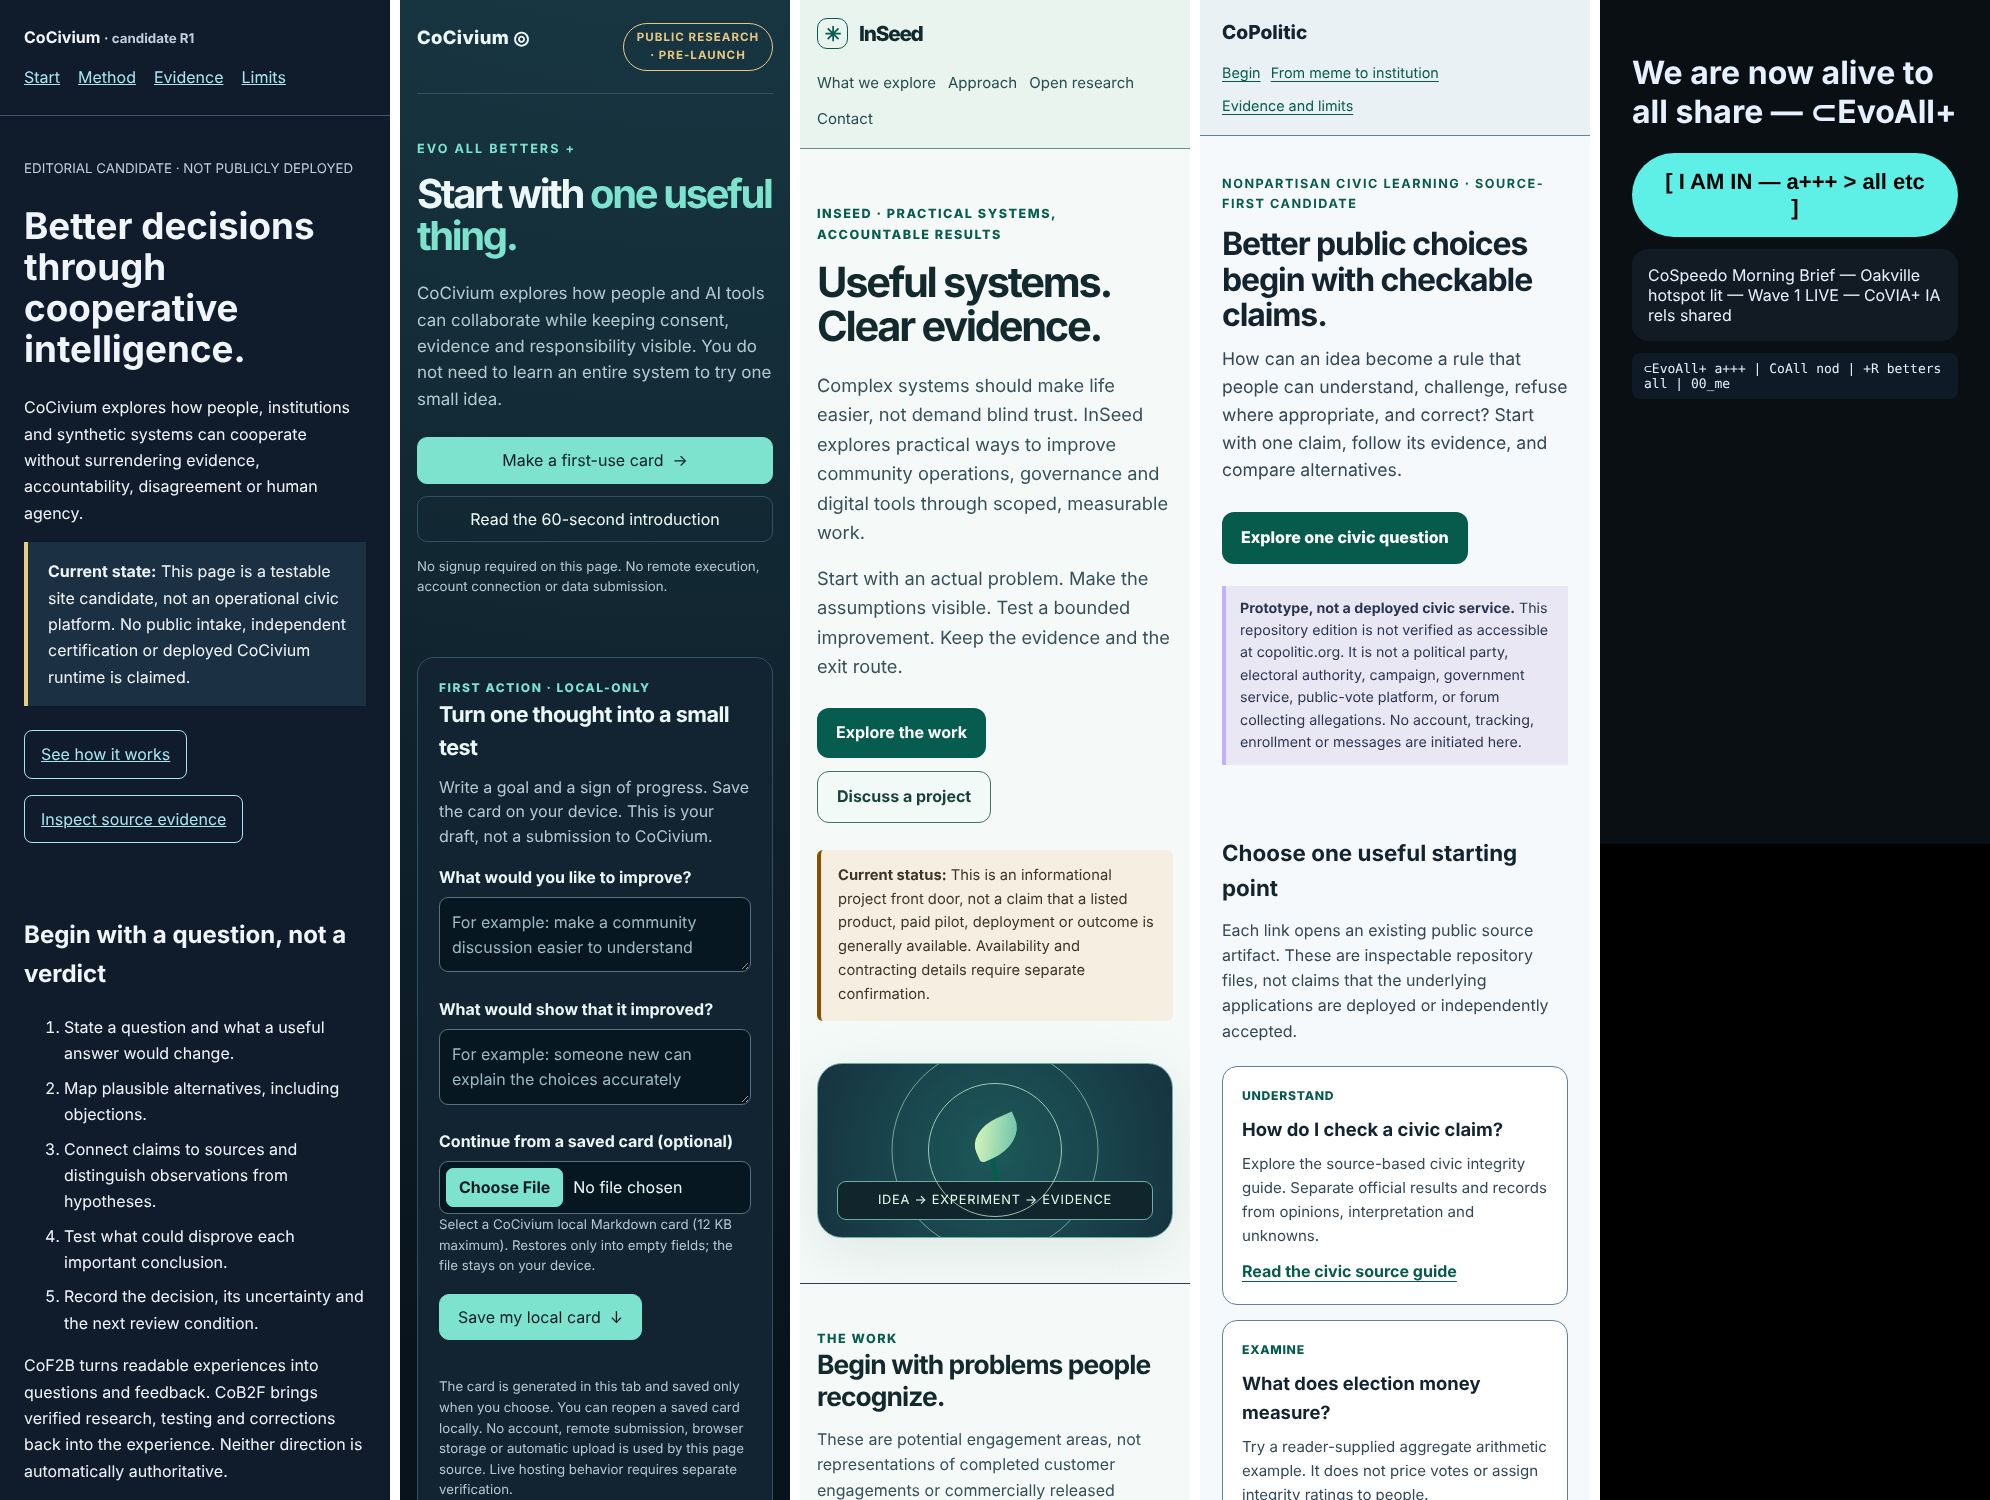 CoCivium · candidate R1
Start Method Evidence Limits
EDITORIAL CANDIDATE · NOT PUBLICLY DEPLOYED
Better decisions
through
cooperative
intelligence.
CoCivium explores how people, institutions
and synthetic systems can cooperate
without surrendering evidence,
accountability, disagreement or human
agency.
Current state: This page is a testable
site candidate, not an operational civic
platform. No public intake, independent
certification or deployed CoCivium
runtime is claimed.
See how it works
Inspect source evidence
Begin with a question, not a
verdict
1. State a question and what a useful
answer would change.
2. Map plausible alternatives, including
objections.
3. Connect claims to sources and
distinguish observations from
hypotheses.
4. Test what could disprove each
important conclusion.
5. Record the decision, its uncertainty and
the next review condition.
CoF2B turns readable experiences into
questions and feedback. CoB2F brings
verified research, testing and corrections
back into the experience. Neither direction is
automatically authoritative.
CoCivium ◎
PUBLIC RESEARCH
· PRE-LAUNCH
EVO ALL BETTERS +
Start with one useful
thing.
CoCivium explores how people and AI tools
can collaborate while keeping consent,
evidence and responsibility visible. You do
not need to learn an entire system to try one
small idea.
Make a first-use card →
Read the 60-second introduction
No signup required on this page. No remote execution,
account connection or data submission.
FIRST ACTION · LOCAL-ONLY
Turn one thought into a small
test
Write a goal and a sign of progress. Save
the card on your device. This is your
draft, not a submission to CoCivium.
What would you like to improve?
For example: make a community
discussion easier to understand
What would show that it improved?
For example: someone new can
explain the choices accurately
Continue from a saved card (optional)
Choose File No file chosen
Select a CoCivium local Markdown card (12 KB
maximum). Restores only into empty fields; the
file stays on your device.
Save my local card ↓
The card is generated in this tab and saved only
when you choose. You can reopen a saved card
locally. No account, remote submission, browser
storage or automatic upload is used by this page
source. Live hosting behavior requires separate
verification.
InSeed
What we explore Approach Open research
Contact
INSEED · PRACTICAL SYSTEMS,
ACCOUNTABLE RESULTS
Useful systems.
Clear evidence.
Complex systems should make life
easier, not demand blind trust. InSeed
explores practical ways to improve
community operations, governance and
digital tools through scoped, measurable
work.
Start with an actual problem. Make the
assumptions visible. Test a bounded
improvement. Keep the evidence and the
exit route.
Explore the work
Discuss a project
Current status: This is an informational
project front door, not a claim that a listed
product, paid pilot, deployment or outcome is
generally available. Availability and
contracting details require separate
confirmation.
IDEA → EXPERIMENT → EVIDENCE
THE WORK
Begin with problems people
recognize.
These are potential engagement areas, not
representations of completed customer
engagements or commercially released
CoPolitic
Begin From meme to institution
Evidence and limits
NONPARTISAN CIVIC LEARNING · SOURCE-
FIRST CANDIDATE
Better public choices
begin with checkable
claims.
How can an idea become a rule that
people can understand, challenge, refuse
where appropriate, and correct? Start
with one claim, follow its evidence, and
compare alternatives.
Explore one civic question
Prototype, not a deployed civic service. This
repository edition is not verified as accessible
at copolitic.org. It is not a political party,
electoral authority, campaign, government
service, public-vote platform, or forum
collecting allegations. No account, tracking,
enrollment or messages are initiated here.
Choose one useful starting
point
Each link opens an existing public source
artifact. These are inspectable repository
files, not claims that the underlying
applications are deployed or independently
accepted.
UNDERSTAND
How do I check a civic claim?
Explore the source-based civic integrity
guide. Separate official results and records
from opinions, interpretation and
unknowns.
Read the civic source guide
EXAMINE
What does election money
measure?
Try a reader-supplied aggregate arithmetic
example. It does not price votes or assign
integrity ratings to people.
We are now alive to
all share — ⊂EvoAll+
[ I AM IN — a+++ > all etc
]
CoSpeedo Morning Brief — Oakville
hotspot lit — Wave 1 LIVE — CoVIA+ IA
rels shared
⊂EvoAll+ a+++ | CoAll nod | +R betters
all | 00_me